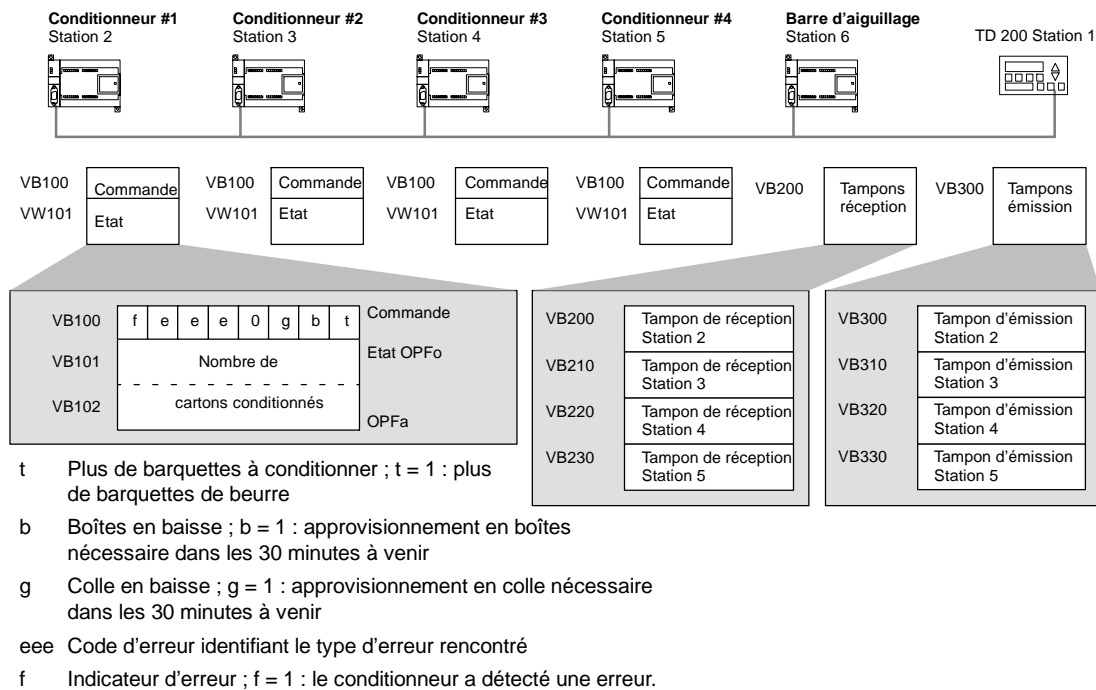 Conditionneur #1
Station 2
Conditionneur #2
Station 3
Conditionneur #3
Station 4
Conditionneur #4
Station 5
Barre d'aiguillage
Station 6
TD 200 Station 1
VB100
VW101
Commande
Etat
VB100
VW101
Commande
Etat
VB100
VW101
Commande
Etat
VB100
VW101
Commande
Etat
VB200
Tampons
réception
VB300
Tampons
émission
VB100
f e e e 0 g b t
Commande
VB101
Nombre de
Etat OPFo
VB102
cartons conditionnés
OPFa
VB200
Tampon de réception
Station 2
VB210
Tampon de réception
Station 3
VB220
Tampon de réception
Station 4
VB230
Tampon de réception
Station 5
VB300
Tampon d'émission
Station 2
VB310
Tampon d'émission
Station 3
VB320
Tampon d'émission
Station 4
VB330
Tampon d'émission
Station 5
t Plus de barquettes à conditionner ; t = 1 : plus
de barquettes de beurre
b Boîtes en baisse ; b = 1 : approvisionnement en boîtes
nécessaire dans les 30 minutes à venir
g Colle en baisse ; g = 1 : approvisionnement en colle nécessaire
dans les 30 minutes à venir
eee Code d'erreur identifiant le type d'erreur rencontré
f Indicateur d'erreur ; f = 1 : le conditionneur a détecté une erreur.